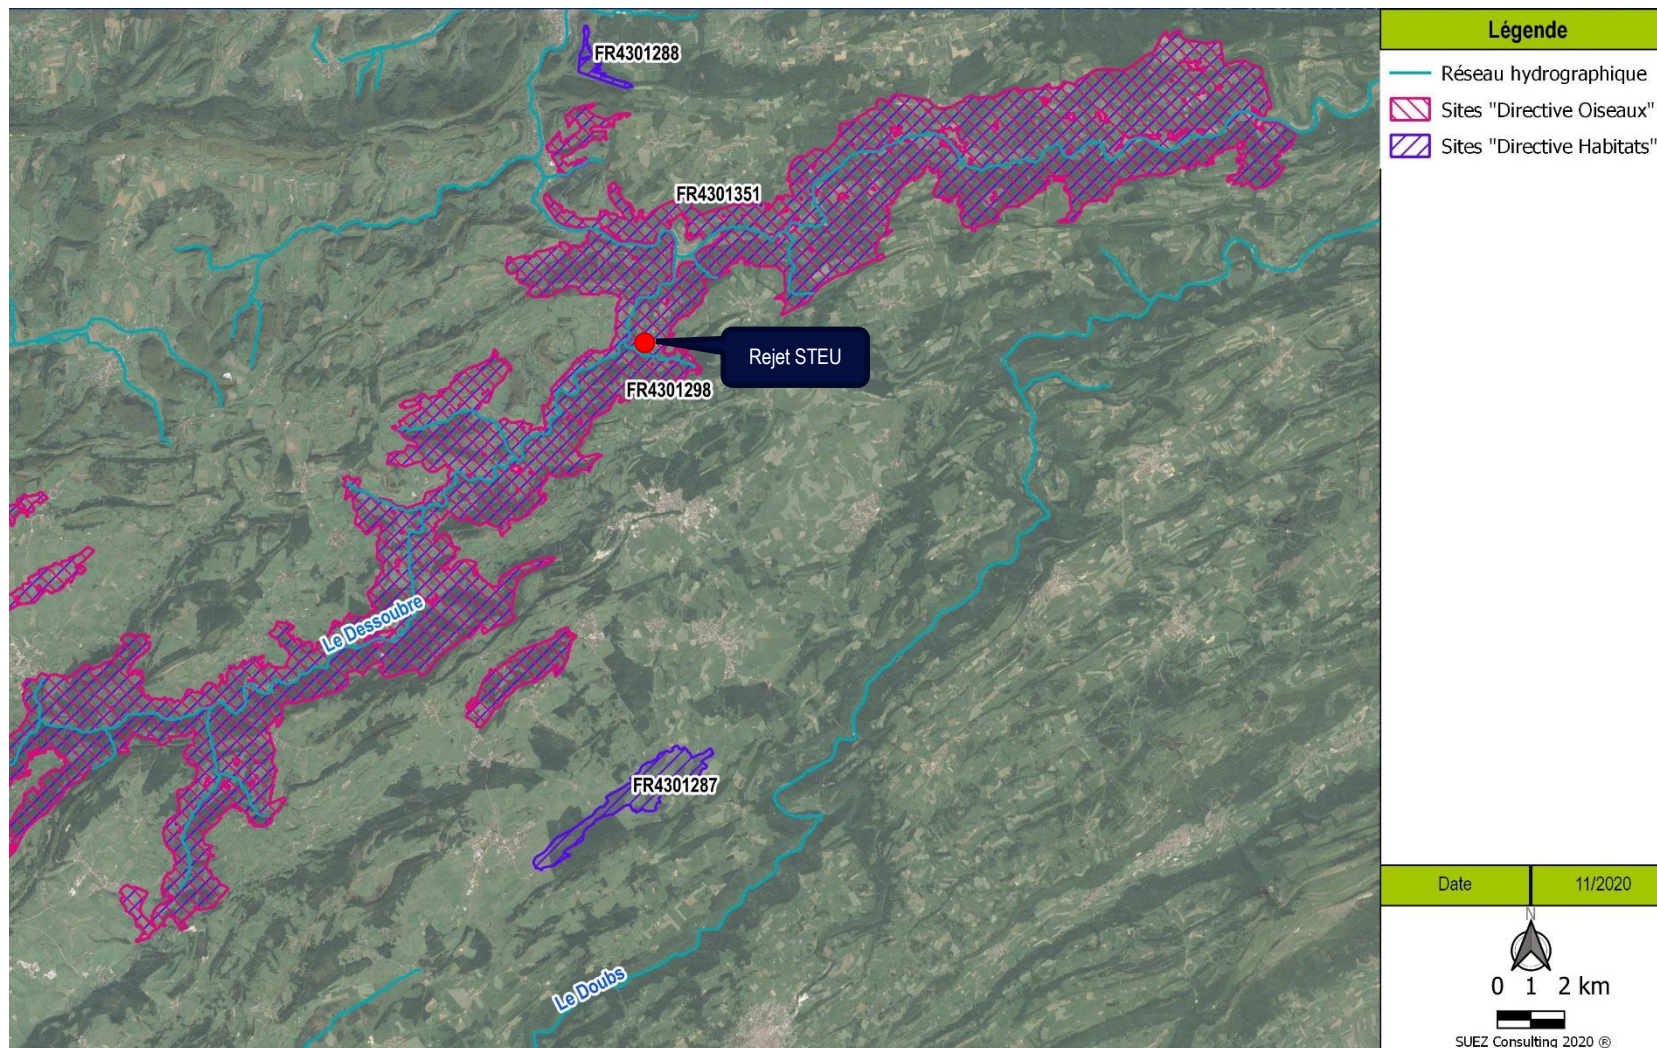 FR4301288
FR4301351
Rejet STEU
FR4301298
Le Dessoubre
FR4301287
Le Doubs
Légende
Réseau hydrographique
Sites "Directive Oiseaux"
Sites "Directive Habitats"
Date 11/2020
N
0 1 2 km
SUEZ Consulting 2020 ®